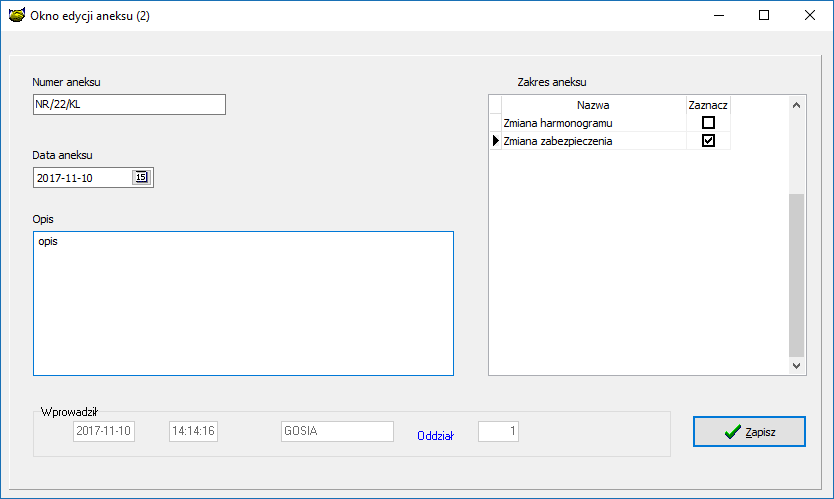 Okno edycji aneksu (2)
Numer aneksu
NR/22/KL
Data aneksu
2017-11-10
15
Opis
opis
Zakres aneksu
Nazwa Zaznacz
Zmiana harmonogramu
Zmiana zabezpieczenia
Wprowadził
2017-11-10 14:14:16 GOSIA Oddział 1
Zapisz